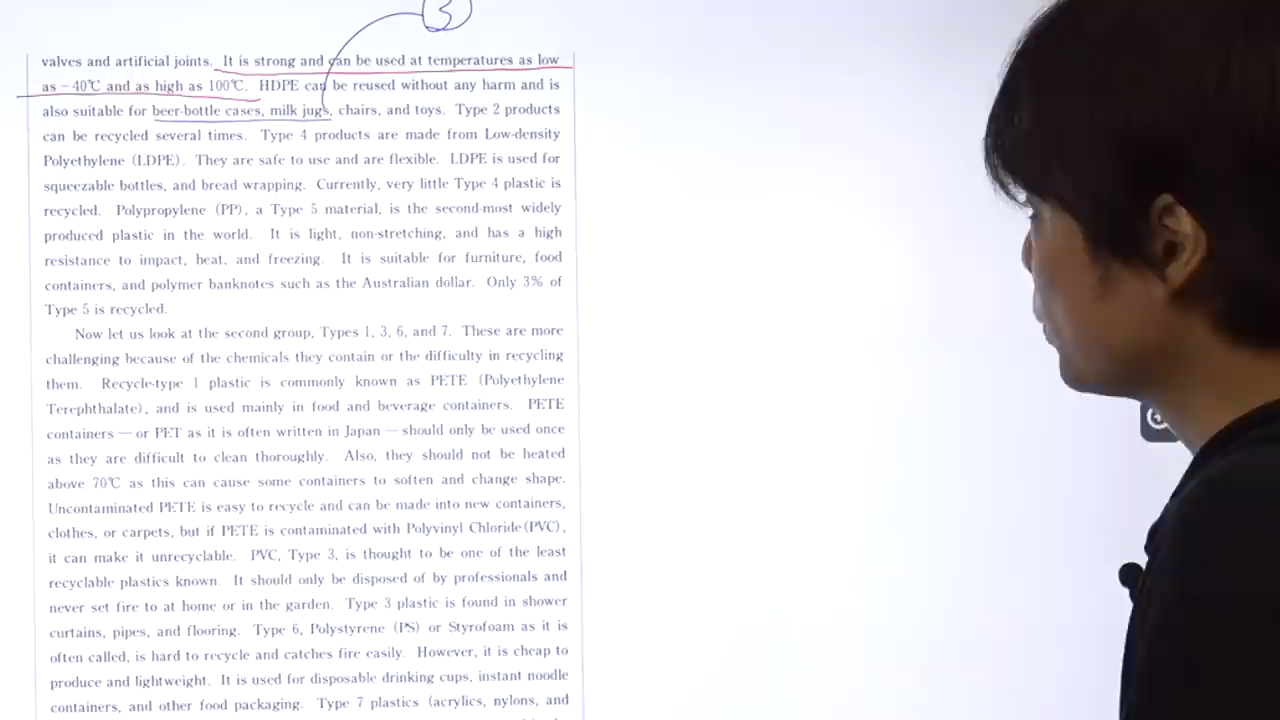 3
valves and artificial joints. It is strong and can be used at temperatures as low
as －40℃ and as high as 100℃. HDPE can be reused without any harm and is
also suitable for beer-bottle cases, milk jugs, chairs, and toys. Type 2 products
can be recycled several times. Type 4 products are made from Low-density
Polyethylene (LDPE). They are safe to use and are flexible. LDPE is used for
squeezable bottles, and bread wrapping. Currently, very little Type 4 plastic is
recycled. Polypropylene (PP), a Type 5 material, is the second-most widely
produced plastic in the world. It is light, non-stretching, and has a high
resistance to impact, heat, and freezing. It is suitable for furniture, food
containers, and polymer banknotes such as the Australian dollar. Only 3% of
Type 5 is recycled.
Now let us look at the second group, Types 1, 3, 6, and 7. These are more
challenging because of the chemicals they contain or the difficulty in recycling
them. Recycle-type 1 plastic is commonly known as PETE (Polyethylene
Terephthalate), and is used mainly in food and beverage containers. PETE
containers — or PET as it is often written in Japan — should only be used once
as they are difficult to clean thoroughly. Also, they should not be heated
above 70℃ as this can cause some containers to soften and change shape.
Uncontaminated PETE is easy to recycle and can be made into new containers,
clothes, or carpets, but if PETE is contaminated with Polyvinyl Chloride (PVC),
it can make it unrecyclable. PVC, Type 3, is thought to be one of the least
recyclable plastics known. It should only be disposed of by professionals and
never set fire to at home or in the garden. Type 3 plastic is found in shower
curtains, pipes, and flooring. Type 6, Polystyrene (PS) or Styrofoam as it is
often called, is hard to recycle and catches fire easily. However, it is cheap to
produce and lightweight. It is used for disposable drinking cups, instant noodle
containers, and other food packaging. Type 7 plastics (acrylics, nylons, and